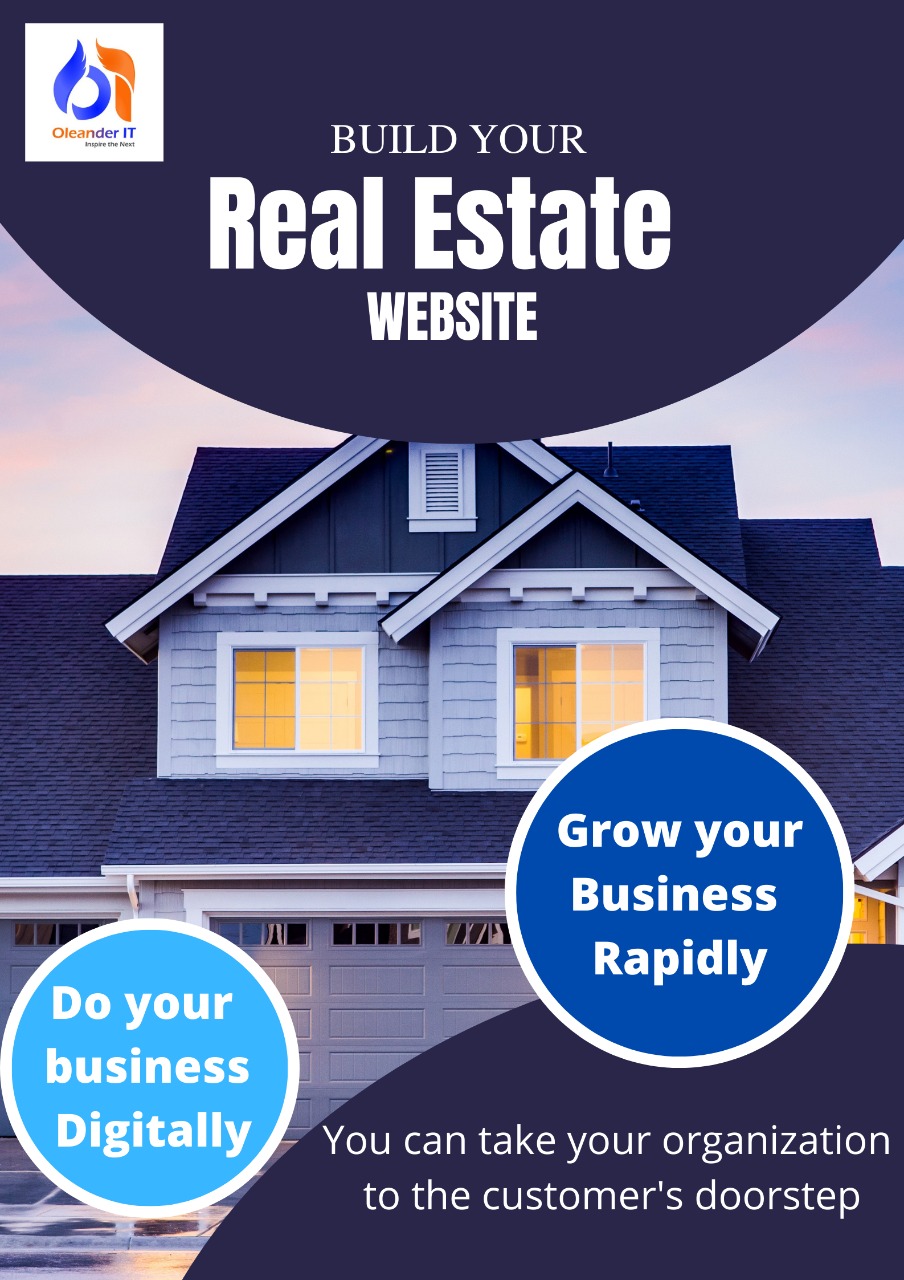 Oleander IT
Inspire the Next
BUILD YOUR
Real Estate
WEBSITE
Grow your
Business
Rapidly
Do your
business
Digitally
You can take your organization
to the customer's doorstep